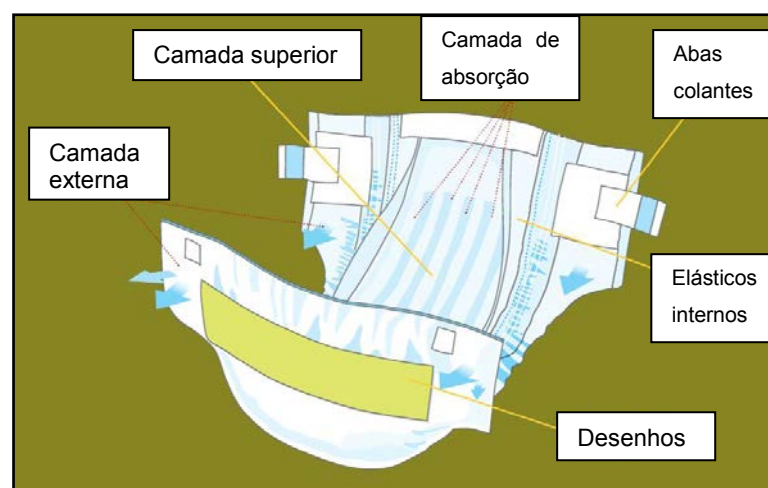 Camada superior
Camada de
absorção
Abas
colantes
Camada
externa
Elásticos
internos
Desenhos